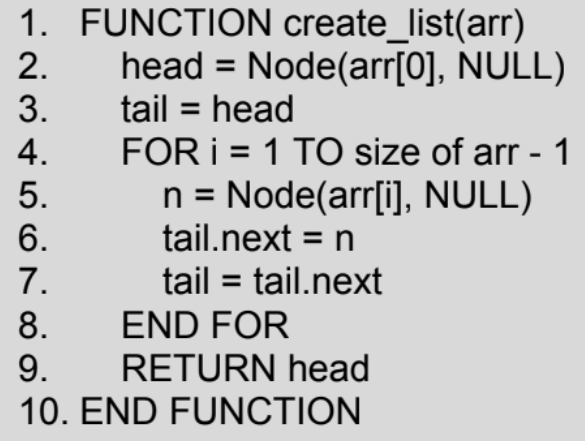 1. FUNCTION create_list(arr)
2. head = Node(arr[0], NULL)
3. tail = head
4. FOR i = 1 TO size of arr - 1
5. n = Node(arr[i], NULL)
6. tail.next = n
7. tail = tail.next
8. END FOR
9. RETURN head
10. END FUNCTION